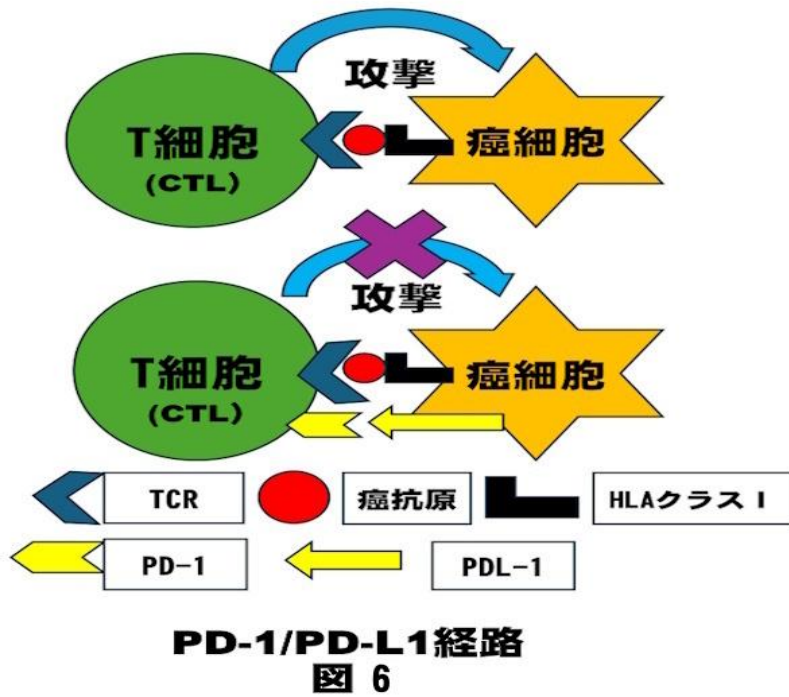 攻撃
T細胞
(CTL)
癌細胞
攻撃
T細胞
(CTL)
癌細胞
TCR
癌抗原
HLAクラスⅠ
PD-1
PDL-1
PD-1/PD-L1経路
図 6